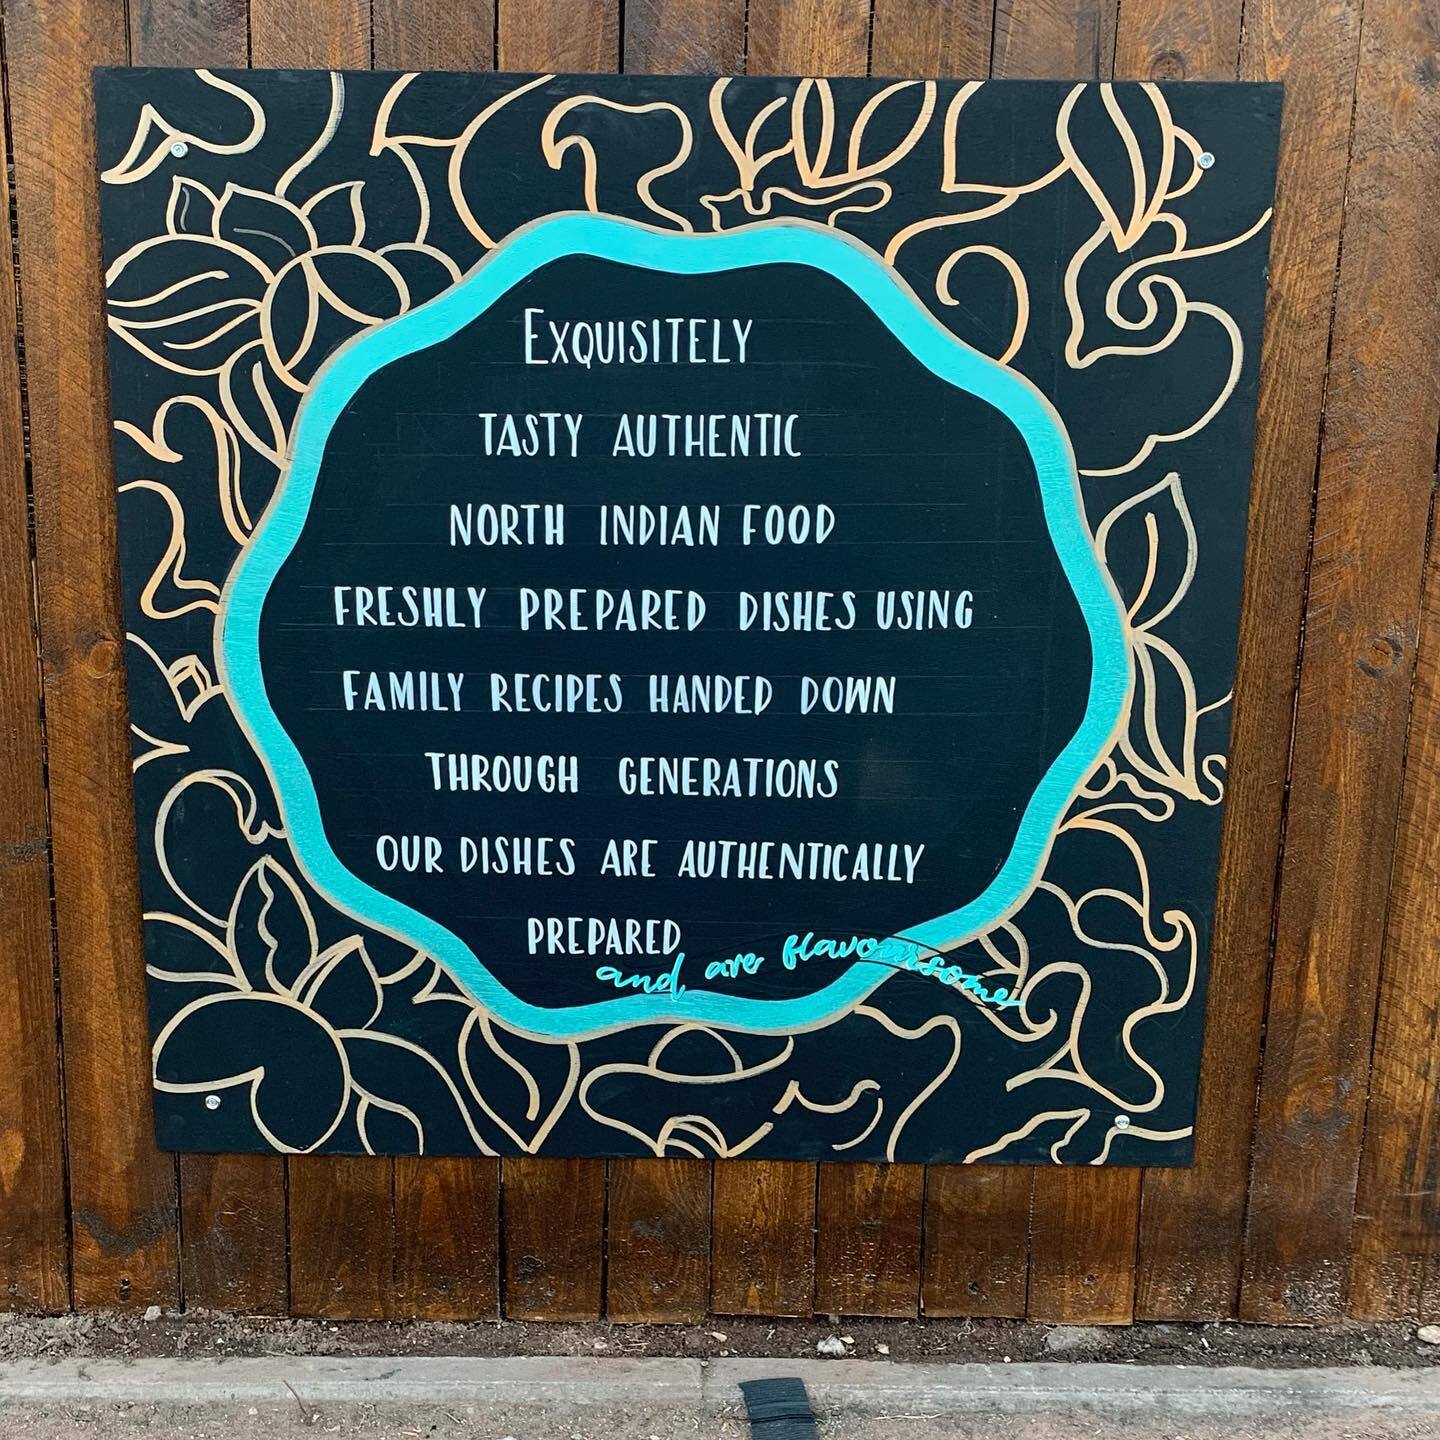 EXQUISITELY
TASTY AUTHENTIC
NORTH INDIAN FOOD
FRESHLY PREPARED DISHES USING
FAMILY RECIPES HANDED DOWN
THROUGH GENERATIONS
OUR DISHES ARE AUTHENTICALLY
PREPARED
and are flavoursome